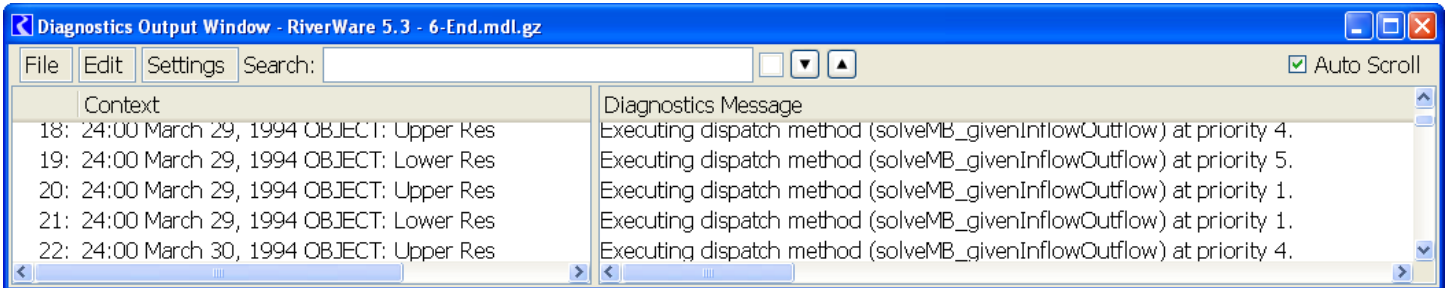 Diagnostics Output Window - RiverWare 5.3 - 6-End.mdl.gz
File Edit Settings Search: Auto Scroll
Context Diagnostics Message
18: 24:00 March 29, 1994 OBJECT: Upper Res Executing dispatch method (solveMB_givenInflowOutflow) at priority 4.
19: 24:00 March 29, 1994 OBJECT: Lower Res Executing dispatch method (solveMB_givenInflowOutflow) at priority 5.
20: 24:00 March 29, 1994 OBJECT: Upper Res Executing dispatch method (solveMB_givenInflowOutflow) at priority 1.
21: 24:00 March 29, 1994 OBJECT: Lower Res Executing dispatch method (solveMB_givenInflowOutflow) at priority 1.
22: 24:00 March 30, 1994 OBJECT: Upper Res Executing dispatch method (solveMB_givenInflowOutflow) at priority 4.